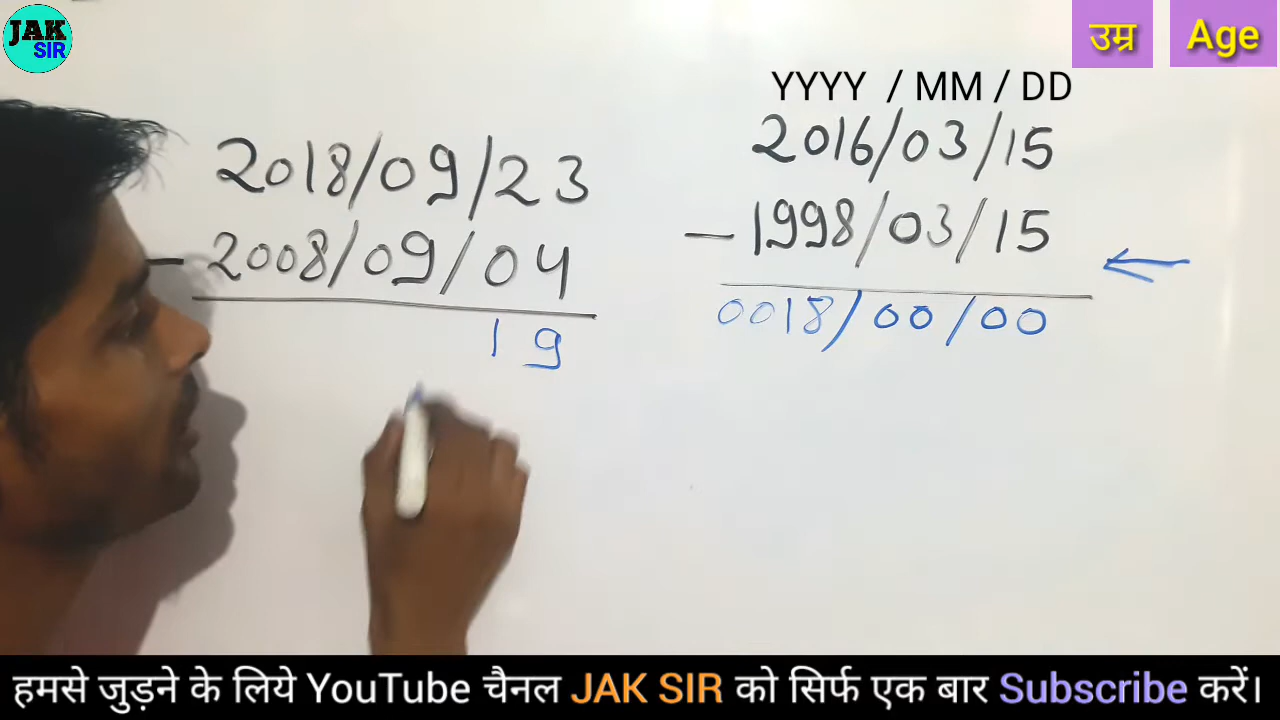 JAK
SIR
उम्र
Age
YYYY / MM / DD
2018/09/23
- 2008/09/04
19
2016/03/15
- 1998/03/15
0018/00/00
हमसे जुड़ने के लिये YouTube चैनल JAK SIR को सिर्फ एक बार Subscribe करें।